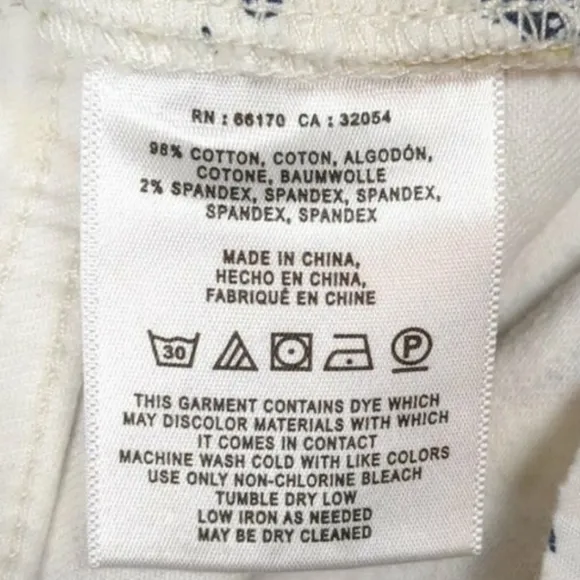 RN : 66170 CA : 32054
98% COTTON, COTON, ALGODÓN,
COTONE, BAUMWOLLE
2% SPANDEX, SPANDEX, SPANDEX,
SPANDEX, SPANDEX
MADE IN CHINA,
HECHO EN CHINA,
FABRIQUÉ EN CHINE
30 P
THIS GARMENT CONTAINS DYE WHICH
MAY DISCOLOR MATERIALS WITH WHICH
IT COMES IN CONTACT
MACHINE WASH COLD WITH LIKE COLORS
USE ONLY NON-CHLORINE BLEACH
TUMBLE DRY LOW
LOW IRON AS NEEDED
MAY BE DRY CLEANED